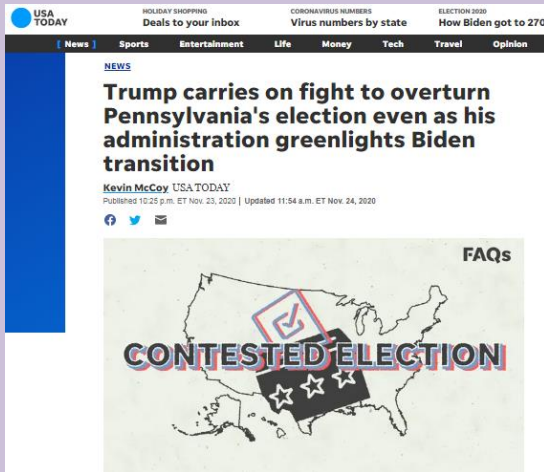 USA TODAY
HOLIDAY SHOPPING
Deals to your inbox
CORONAVIRUS NUMBERS
Virus numbers by state
ELECTION 2020
How Biden got to 270
[ News ] Sports Entertainment Life Money Tech Travel Opinion
NEWS
Trump carries on fight to overturn
Pennsylvania's election even as his
administration greenlights Biden
transition
Kevin McCoy USA TODAY
Published 10:25 p.m. ET Nov. 23, 2020 | Updated 11:54 a.m. ET Nov. 24, 2020
FAQs
CONTESTED ELECTION